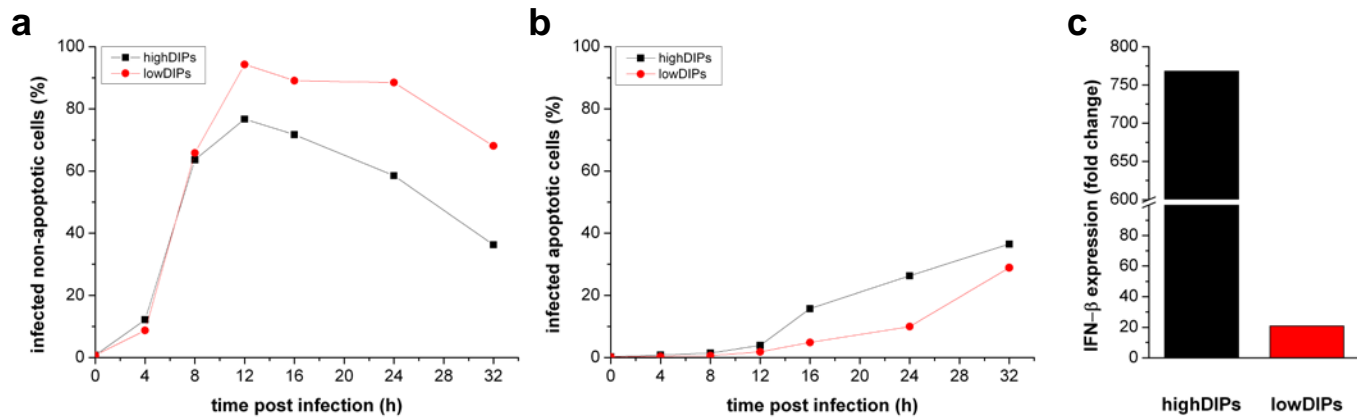 a
highDIPs
lowDIPs
infected non-apoptotic cells (%)
100
80
60
40
20
0
0 4 8 12 16 20 24 28 32
time post infection (h)
b
highDIPs
lowDIPs
infected apoptotic cells (%)
100
80
60
40
20
0
0 4 8 12 16 20 24 28 32
time post infection (h)
c
IFN-β expression (fold change)
800
750
700
650
600
80
60
40
20
0
highDIPs lowDIPs